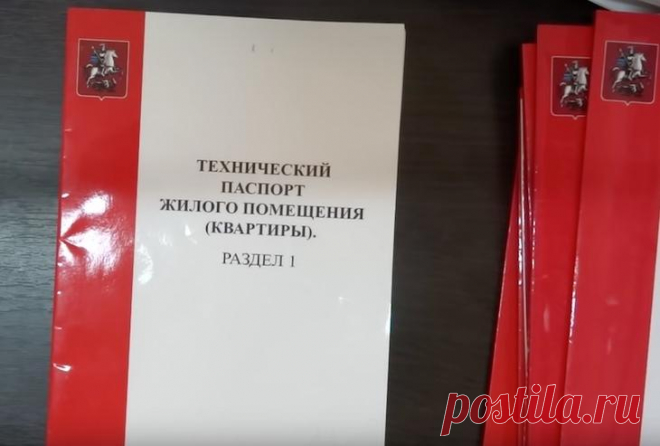 ТЕХНИЧЕСКИЙ
ПАСПОРТ
ЖИЛОГО ПОМЕЩЕНИЯ
(КВАРТИРЫ).
РАЗДЕЛ 1
postila.ru